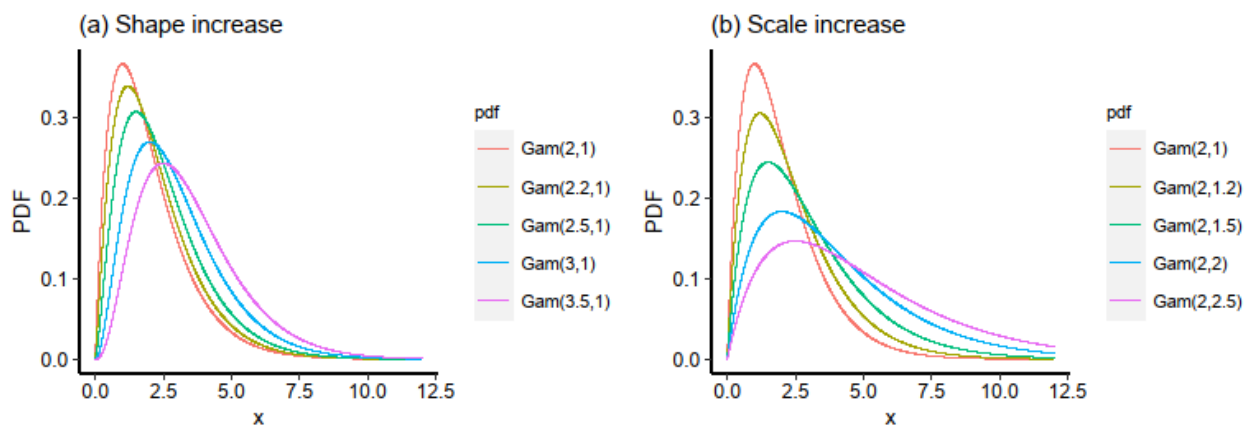 (a) Shape increase
PDF
0.3
0.2
0.1
0.0
0.0 2.5 5.0 7.5 10.0 12.5
x
pdf
Gam(2,1)
Gam(2.2,1)
Gam(2.5,1)
Gam(3,1)
Gam(3.5,1)
(b) Scale increase
PDF
0.3
0.2
0.1
0.0
0.0 2.5 5.0 7.5 10.0 12.5
x
pdf
Gam(2,1)
Gam(2,1.2)
Gam(2,1.5)
Gam(2,2)
Gam(2,2.5)